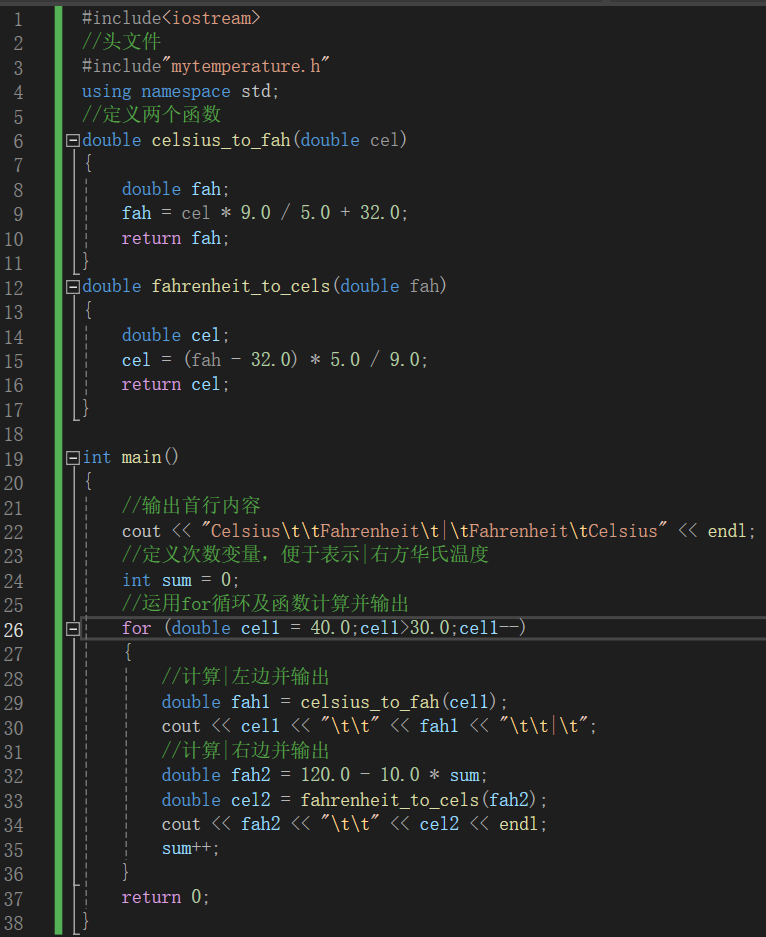 1 #include<iostream>
2 //头文件
3 #include"mytemperature.h"
4 using namespace std;
5 //定义两个函数
6 double celsius_to_fah(double cel)
7 {
8 double fah;
9 fah = cel * 9.0 / 5.0 + 32.0;
10 return fah;
11 }
12 double fahrenheit_to_cels(double fah)
13 {
14 double cel;
15 cel = (fah - 32.0) * 5.0 / 9.0;
16 return cel;
17 }
18
19 int main()
20 {
21 //输出首行内容
22 cout << "Celsius\t\tFahrenheit\t|\tFahrenheit\tCelsius" << endl;
23 //定义次数变量，便于表示|右方华氏温度
24 int sum = 0;
25 //运用for循环及函数计算并输出
26 for (double cel1 = 40.0;cel1>30.0;cel1--)
27 {
28 //计算|左边并输出
29 double fah1 = celsius_to_fah(cel1);
30 cout << cel1 << "\t\t" << fah1 << "\t\t|\t";
31 //计算|右边并输出
32 double fah2 = 120.0 - 10.0 * sum;
33 double cel2 = fahrenheit_to_cels(fah2);
34 cout << fah2 << "\t\t" << cel2 << endl;
35 sum++;
36 }
37 return 0;
38 }